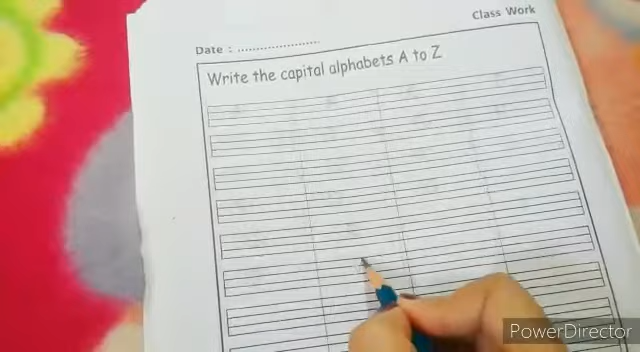 Class Work
Date : ......................
Write the capital alphabets A to Z
PowerDirector